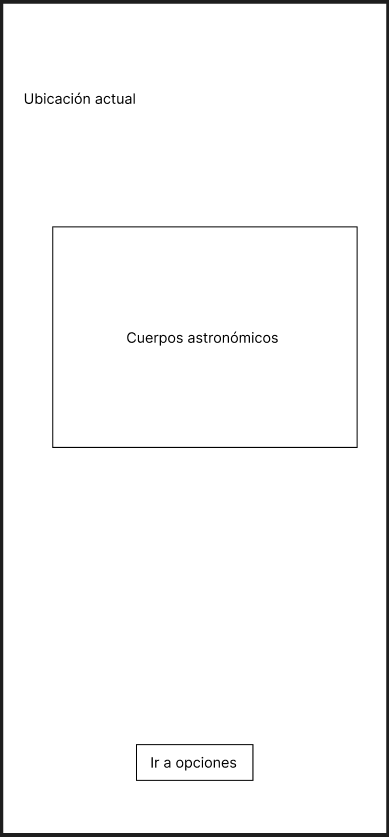 Ubicación actual
Cuerpos astronómicos
Ir a opciones